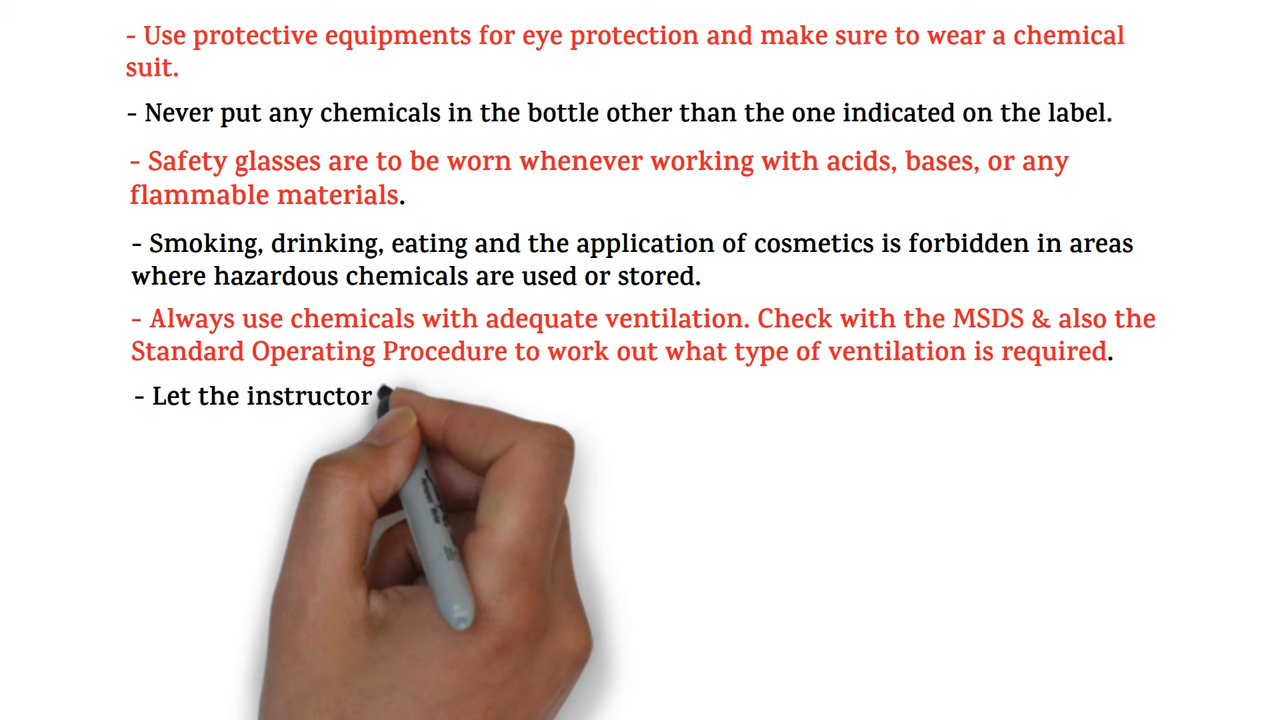 - Use protective equipments for eye protection and make sure to wear a chemical
suit.
- Never put any chemicals in the bottle other than the one indicated on the label.
- Safety glasses are to be worn whenever working with acids, bases, or any
flammable materials.
- Smoking, drinking, eating and the application of cosmetics is forbidden in areas
where hazardous chemicals are used or stored.
- Always use chemicals with adequate ventilation. Check with the MSDS & also the
Standard Operating Procedure to work out what type of ventilation is required.
- Let the instructor